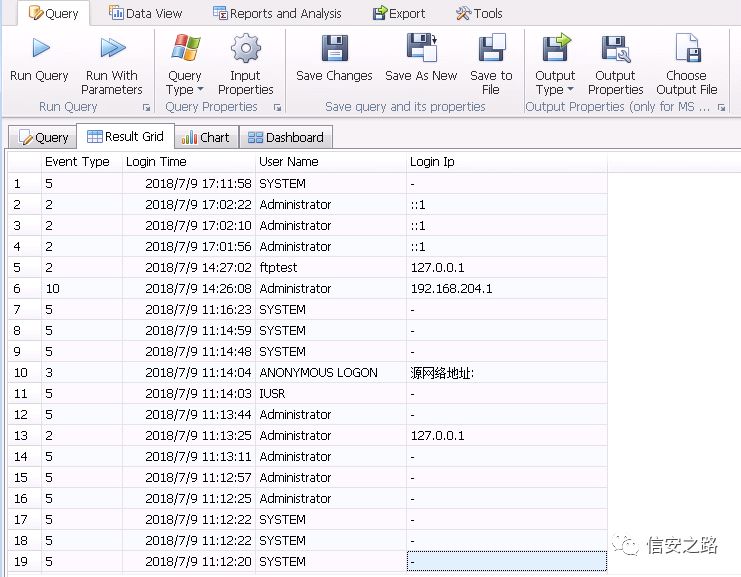 Query Data View Reports and Analysis Export Tools
Run Query Run With Parameters Query Type Input Properties Save Changes Save As New Save to File Output Type Output Properties Choose Output File
Run Query Query Properties Save query and its properties Output Properties (only for MS ...
Query Result Grid Chart Dashboard
Event Type Login Time User Name Login Ip
1 5 2018/7/9 17:11:58 SYSTEM -
2 2 2018/7/9 17:02:22 Administrator ::1
3 2 2018/7/9 17:02:10 Administrator ::1
4 2 2018/7/9 17:01:56 Administrator ::1
5 2 2018/7/9 14:27:02 ftptest 127.0.0.1
6 10 2018/7/9 14:26:08 Administrator 192.168.204.1
7 5 2018/7/9 11:16:23 SYSTEM -
8 5 2018/7/9 11:14:59 SYSTEM -
9 5 2018/7/9 11:14:48 SYSTEM -
10 3 2018/7/9 11:14:04 ANONYMOUS LOGON 源网络地址:
11 5 2018/7/9 11:14:03 IUSR -
12 5 2018/7/9 11:13:44 Administrator -
13 2 2018/7/9 11:13:25 Administrator 127.0.0.1
14 5 2018/7/9 11:13:11 Administrator -
15 5 2018/7/9 11:12:57 Administrator -
16 5 2018/7/9 11:12:25 Administrator -
17 5 2018/7/9 11:12:22 SYSTEM -
18 5 2018/7/9 11:12:22 SYSTEM -
19 5 2018/7/9 11:12:20 SYSTEM -
信安之路